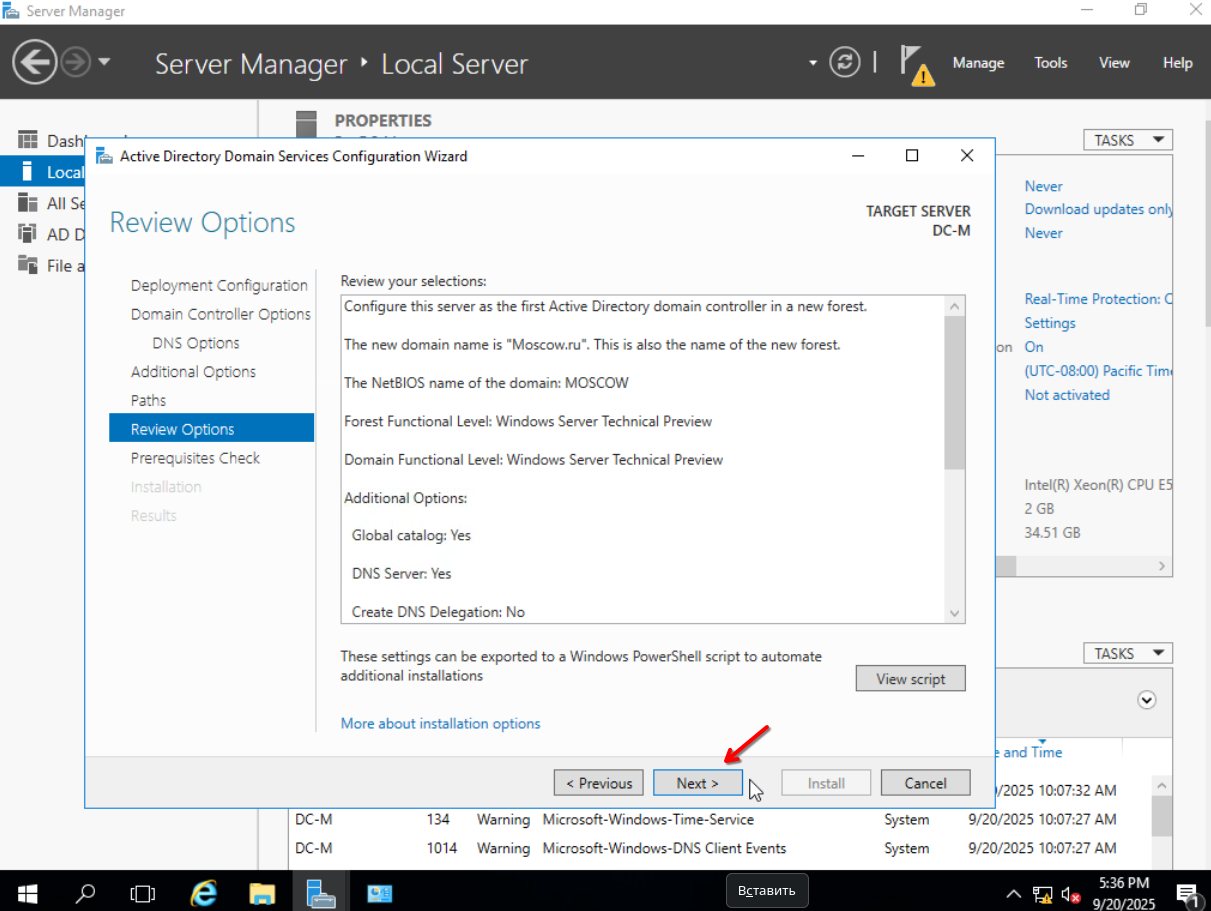 Server Manager
Server Manager ‣ Local Server
Manage Tools View Help
PROPERTIES
TASKS
Local
Never
Download updates only
Never
Settings
On
(UTC-08:00) Pacific Time
Not activated
Intel(R) Xeon(R) CPU E5
2 GB
34.51 GB
Active Directory Domain Services Configuration Wizard
Review Options
TARGET SERVER
DC-M
Deployment Configuration
Domain Controller Options
DNS Options
Additional Options
Paths
Review Options
Prerequisites Check
Installation
Results
Review your selections:
Configure this server as the first Active Directory domain controller in a new forest.
The new domain name is "Moscow.ru". This is also the name of the new forest.
The NetBIOS name of the domain: MOSCOW
Forest Functional Level: Windows Server Technical Preview
Domain Functional Level: Windows Server Technical Preview
Additional Options:
Global catalog: Yes
DNS Server: Yes
Create DNS Delegation: No
These settings can be exported to a Windows PowerShell script to automate
additional installations
View script
More about installation options
< Previous Next > Install Cancel
TASKS
e and Time
/2025 10:07:32 AM
DC-M 134 Warning Microsoft-Windows-Time-Service System 9/20/2025 10:07:27 AM
DC-M 1014 Warning Microsoft-Windows-DNS Client Events System 9/20/2025 10:07:27 AM
Вставить
5:36 PM
9/20/2025
1